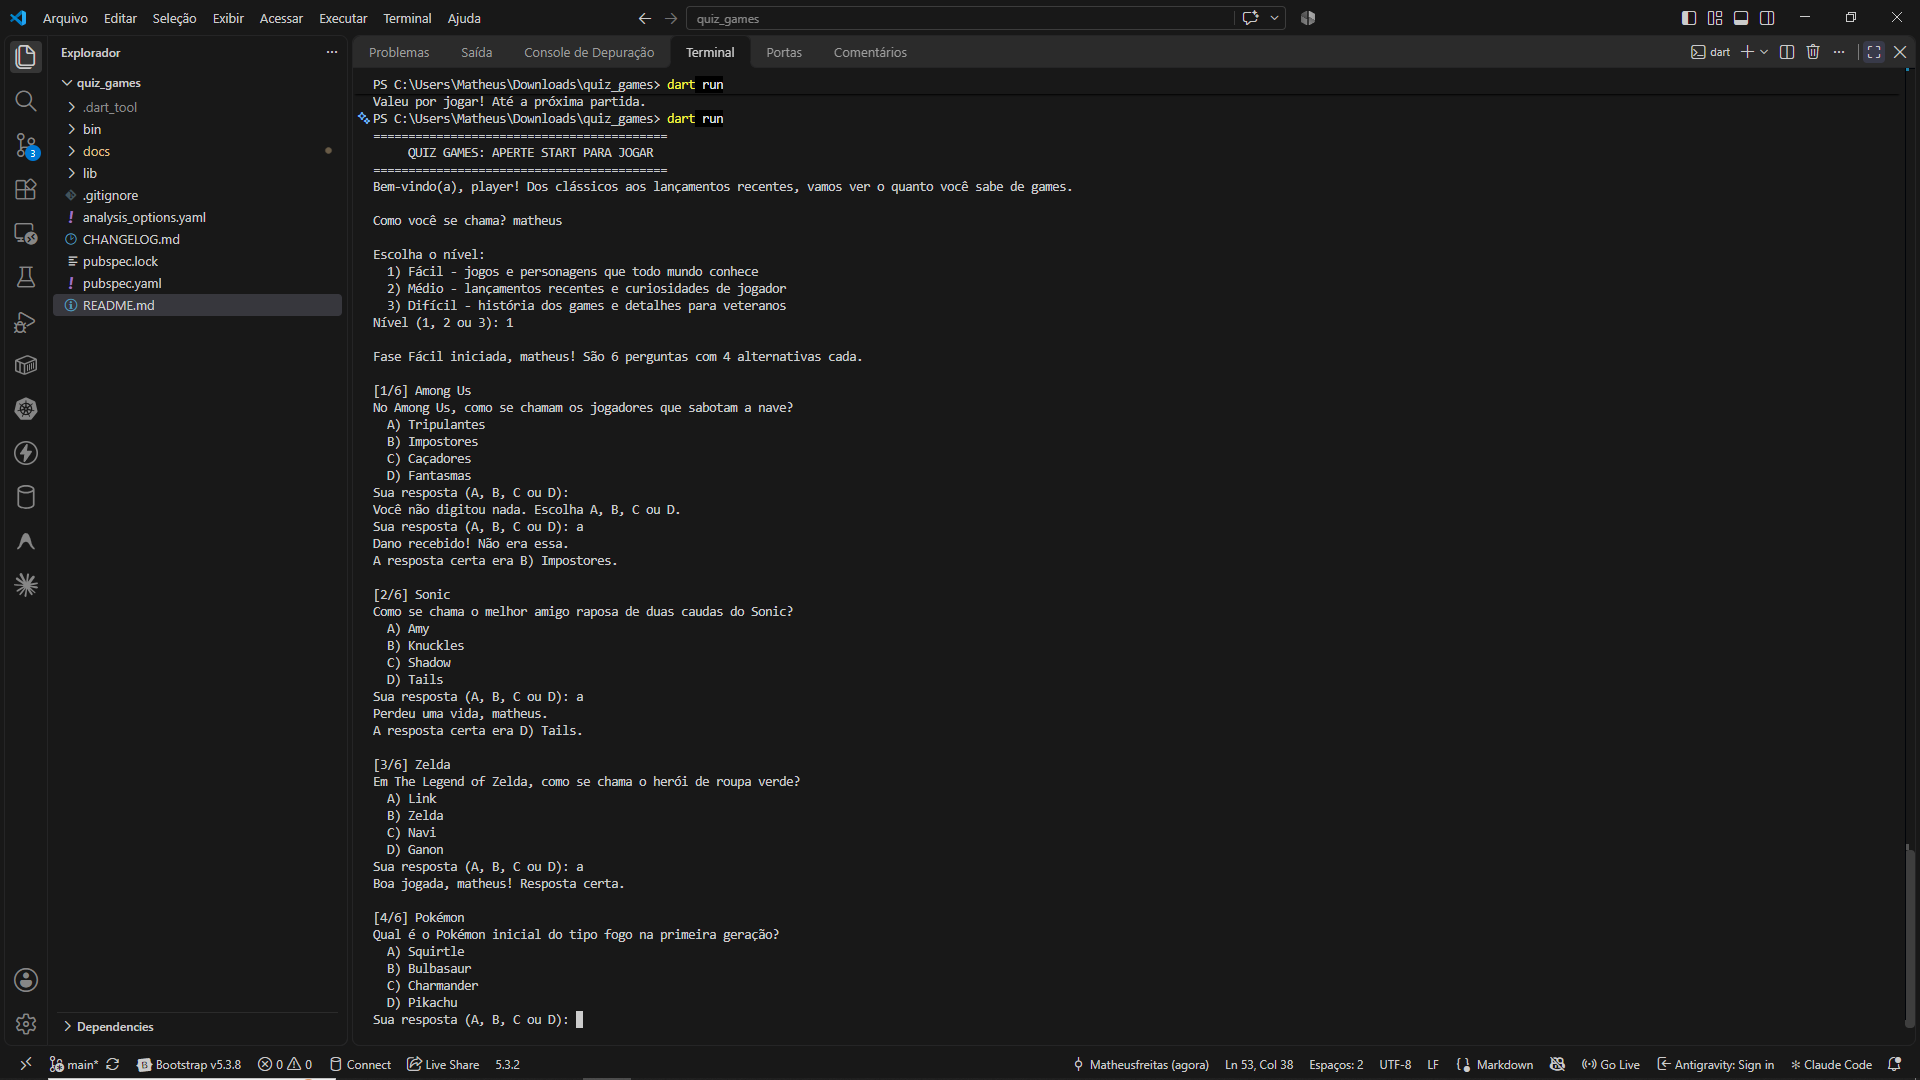 Arquivo Editar Seleção Exibir Acessar Executar Terminal Ajuda
quiz_games
Explorador
Problemas Saída Console de Depuração Terminal Portas Comentários
dart
quiz_games
.dart_tool
bin
docs
lib
.gitignore
analysis_options.yaml
CHANGELOG.md
pubspec.lock
pubspec.yaml
README.md
3
Dependencies
PS C:\Users\Matheus\Downloads\quiz_games> dart run
Valeu por jogar! Até a próxima partida.
PS C:\Users\Matheus\Downloads\quiz_games> dart run
==========================================
QUIZ GAMES: APERTE START PARA JOGAR
==========================================
Bem-vindo(a), player! Dos clássicos aos lançamentos recentes, vamos ver o quanto você sabe de games.
Como você se chama? matheus
Escolha o nível:
1) Fácil - jogos e personagens que todo mundo conhece
2) Médio - lançamentos recentes e curiosidades de jogador
3) Difícil - história dos games e detalhes para veteranos
Nível (1, 2 ou 3): 1
Fase Fácil iniciada, matheus! São 6 perguntas com 4 alternativas cada.
[1/6] Among Us
No Among Us, como se chamam os jogadores que sabotam a nave?
A) Tripulantes
B) Impostores
C) Caçadores
D) Fantasmas
Sua resposta (A, B, C ou D):
Você não digitou nada. Escolha A, B, C ou D.
Sua resposta (A, B, C ou D): a
Dano recebido! Não era essa.
A resposta certa era B) Impostores.
[2/6] Sonic
Como se chama o melhor amigo raposa de duas caudas do Sonic?
A) Amy
B) Knuckles
C) Shadow
D) Tails
Sua resposta (A, B, C ou D): a
Perdeu uma vida, matheus.
A resposta certa era D) Tails.
[3/6] Zelda
Em The Legend of Zelda, como se chama o herói de roupa verde?
A) Link
B) Zelda
C) Navi
D) Ganon
Sua resposta (A, B, C ou D): a
Boa jogada, matheus! Resposta certa.
[4/6] Pokémon
Qual é o Pokémon inicial do tipo fogo na primeira geração?
A) Squirtle
B) Bulbasaur
C) Charmander
D) Pikachu
Sua resposta (A, B, C ou D):
main* Bootstrap v5.3.8 0 0 Connect Live Share 5.3.2 Matheusfreitas (agora) Ln 53, Col 38 Espaços: 2 UTF-8 LF Markdown Go Live Antigravity: Sign in Claude Code